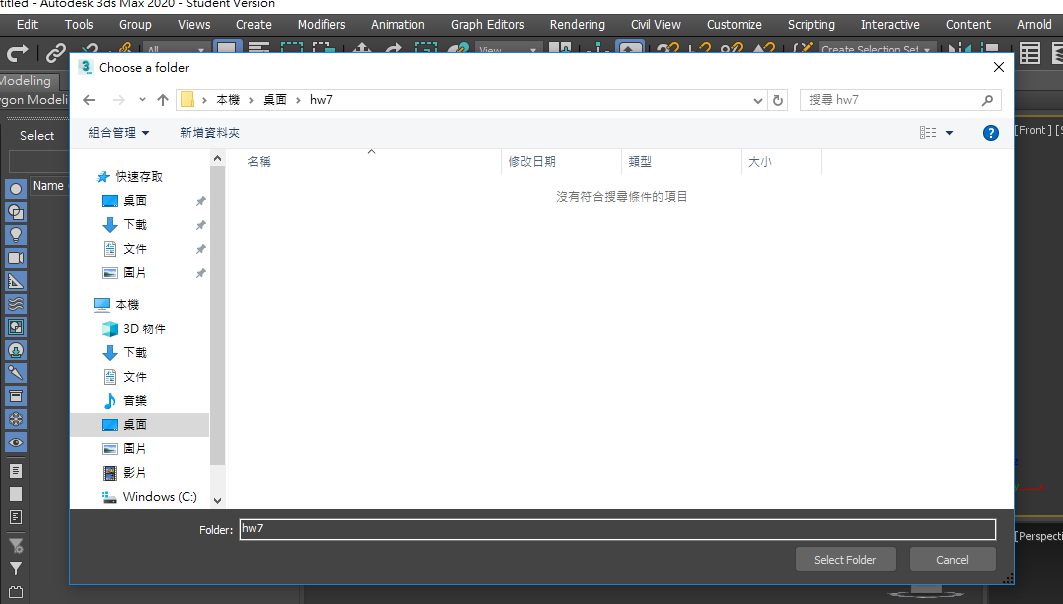 titled - Autodesk 3ds Max 2020 - Student Version
Edit Tools Group Views Create Modifiers Animation Graph Editors Rendering Civil View Customize Scripting Interactive Content Arnold
All View Create Selection Set
Modeling
ygon Modeli
Choose a folder
本機 > 桌面 > hw7
搜尋 hw7
組合管理 新增資料夾
[Front ] [S
Select
Name
名稱 修改日期 類型 大小
沒有符合搜尋條件的項目
快速存取
桌面
下載
文件
圖片
本機
3D 物件
下載
文件
音樂
桌面
圖片
影片
Windows (C:)
Folder: hw7
[Perspecti
Select Folder Cancel